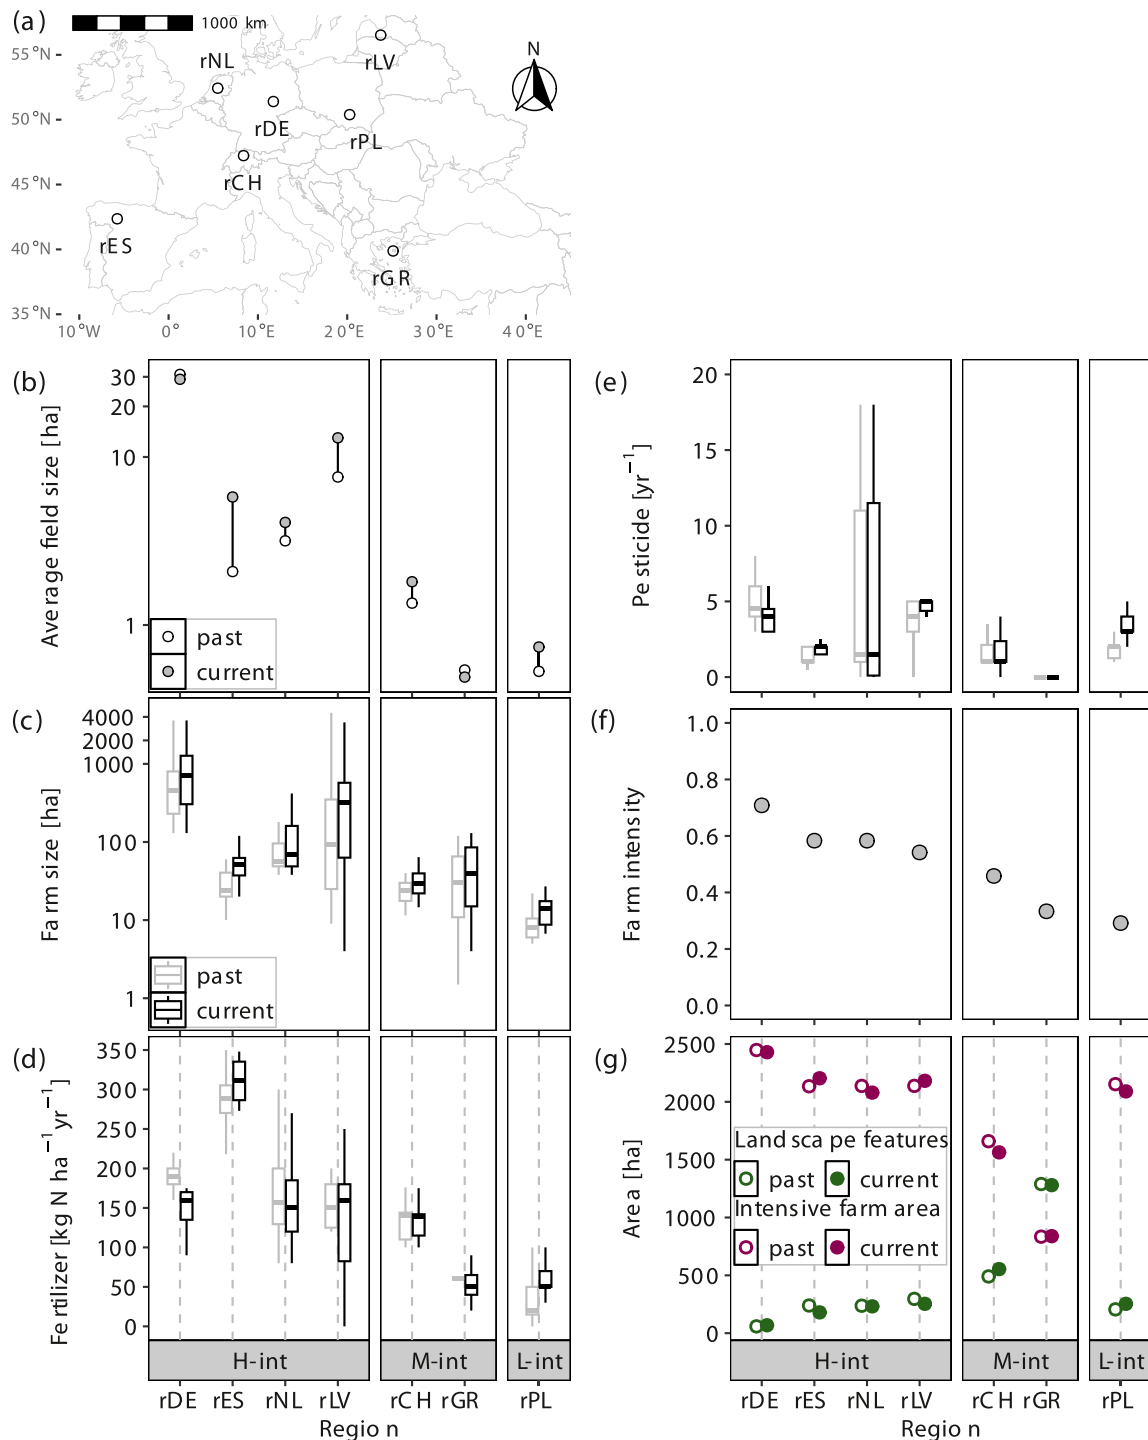 (a)
1000 km
N
55°N
50°N
45°N
40°N
35°N
10°W
0°
10°E
20°E
30°E
40°E
rNL
rLV
rDE
rPL
rCH
rES
rGR
(b)
Average field size [ha]
30
20
10
1
past
current
(c)
Farm size [ha]
4000
2000
1000
100
10
1
past
current
(d)
Fertilizer [kg N ha−1 yr−1]
350
300
250
200
150
100
50
0
H-int
M-int
L-int
rDE
rES
rNL
rLV
rCH
rGR
rPL
Region
(e)
Pesticide [yr−1]
20
15
10
5
0
(f)
Farm intensity
1.0
0.8
0.6
0.4
0.2
0.0
(g)
Area [ha]
2500
2000
1500
1000
500
0
Landscape features
past
current
Intensive farm area
past
current
H-int
M-int
L-int
rDE
rES
rNL
rLV
rCH
rGR
rPL
Region